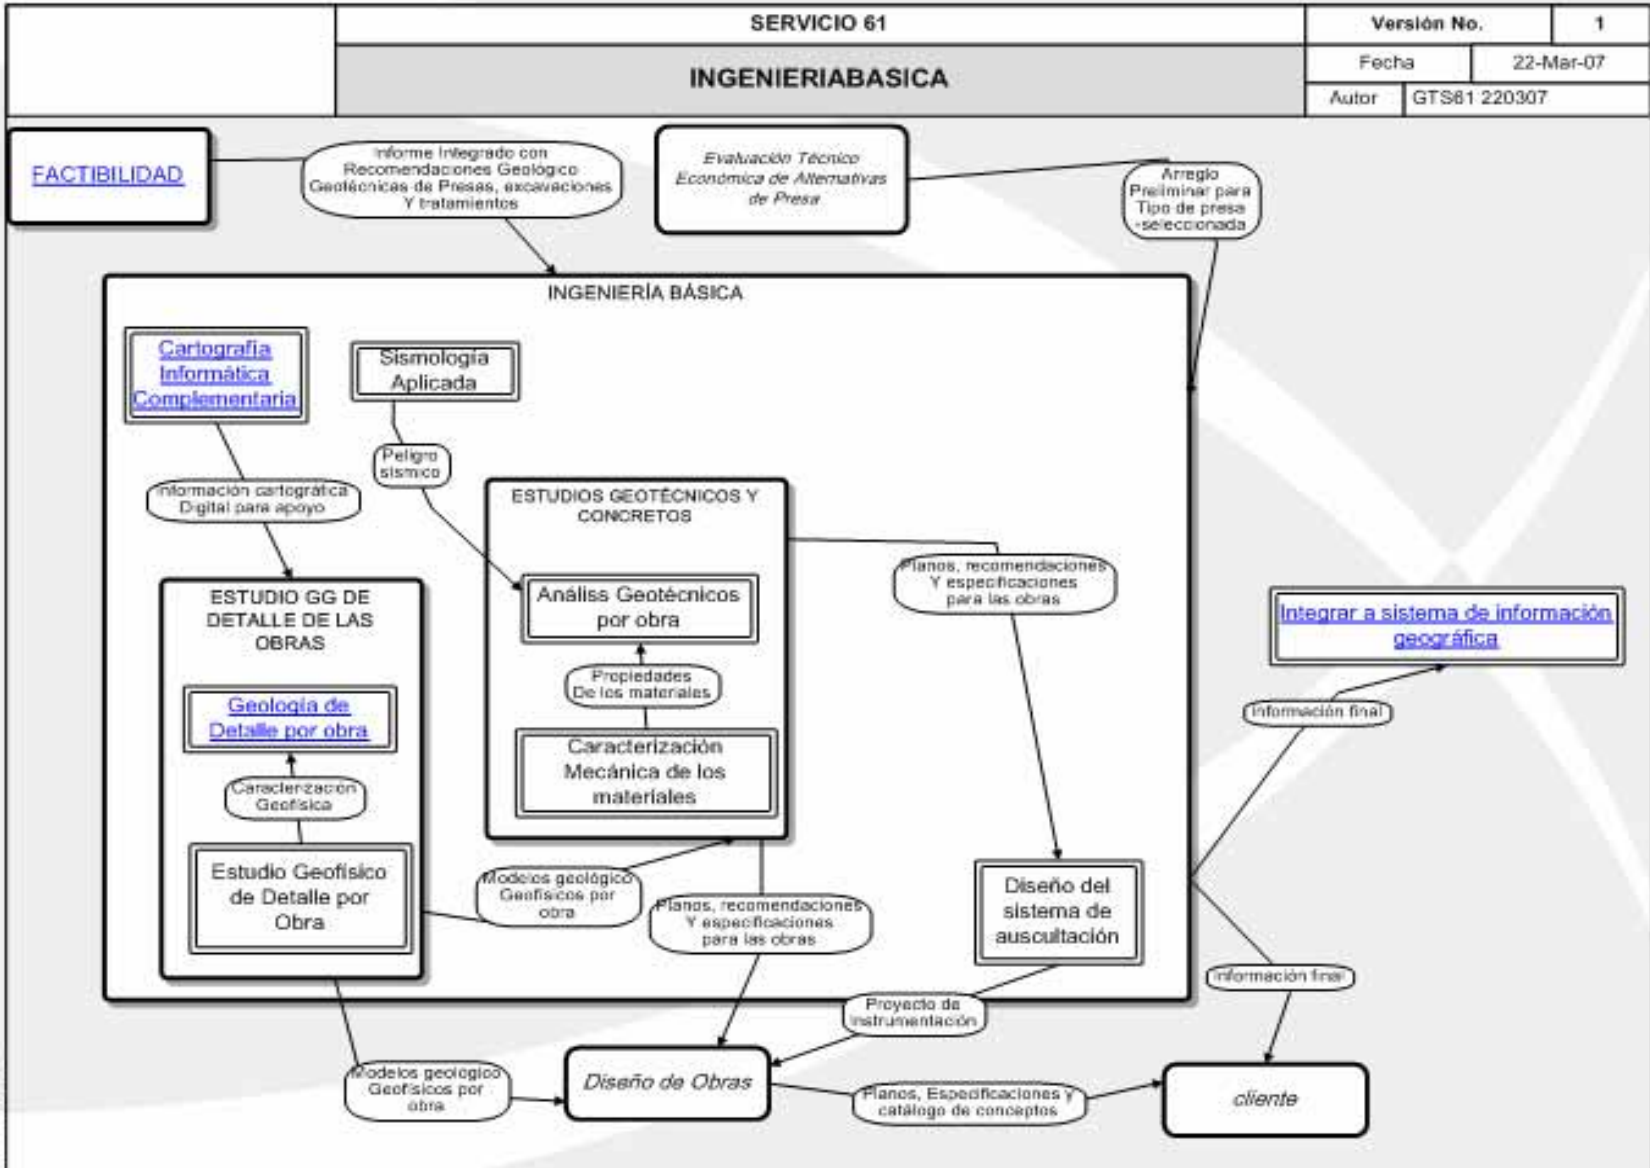 SERVICIO 61
Versión No.
1
INGENIERIABASICA
Fecha
22-Mar-07
Autor
GTS61 220307
FACTIBILIDAD
Informe Integrado con
Recomendaciones Geológico
Geotécnicas de Presas, excavaciones
Y tratamientos
Evaluación Técnico
Económica de Alternativas
de Presa
Arreglo
Preliminar para
Tipo de presa
-seleccionada
INGENIERÍA BÁSICA
Cartografía
Informática
Complementaria
Sismología
Aplicada
Peligro
sísmico
Información cartográfica
Digital para apoyo
ESTUDIOS GEOTÉCNICOS Y
CONCRETOS
Análiss Geotécnicos
por obra
Propiedades
De los materiales
Caracterización
Mecánica de los
materiales
Planos, recomendaciones
Y especificaciones
para las obras
ESTUDIO GG DE
DETALLE DE LAS
OBRAS
Geología de
Detalle por obra
Caracterización
Geofísica
Estudio Geofísico
de Detalle por
Obra
Integrar a sistema de información
geográfica
Información final
Modelos geológico
Geofísicos por
obra
Planos, recomendaciones
Y especificaciones
para las obras
Diseño del
sistema de
auscultación
Información final
Proyecto de
Instrumentación
Modelos geológico
Geofísicos por
obra
Diseño de Obras
Planos, Especificaciones y
catálogo de conceptos
cliente